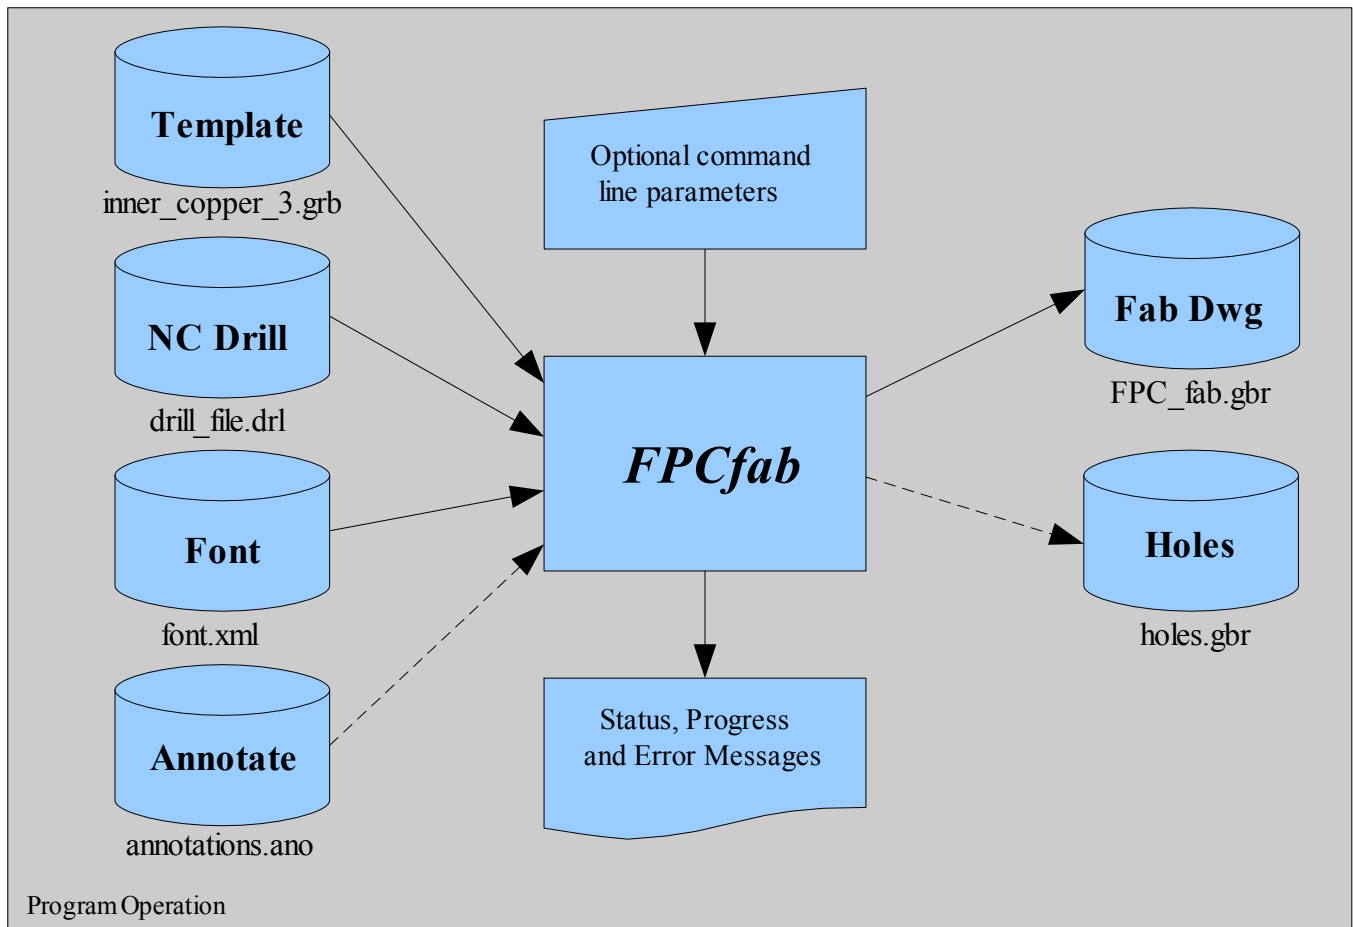 Template
inner_copper_3.grb
NC Drill
drill_file.drl
Font
font.xml
Annotate
annotations.ano
Optional command
line parameters
FPCfab
Status, Progress
and Error Messages
Fab Dwg
FPC_fab.gbr
Holes
holes.gbr
Program Operation